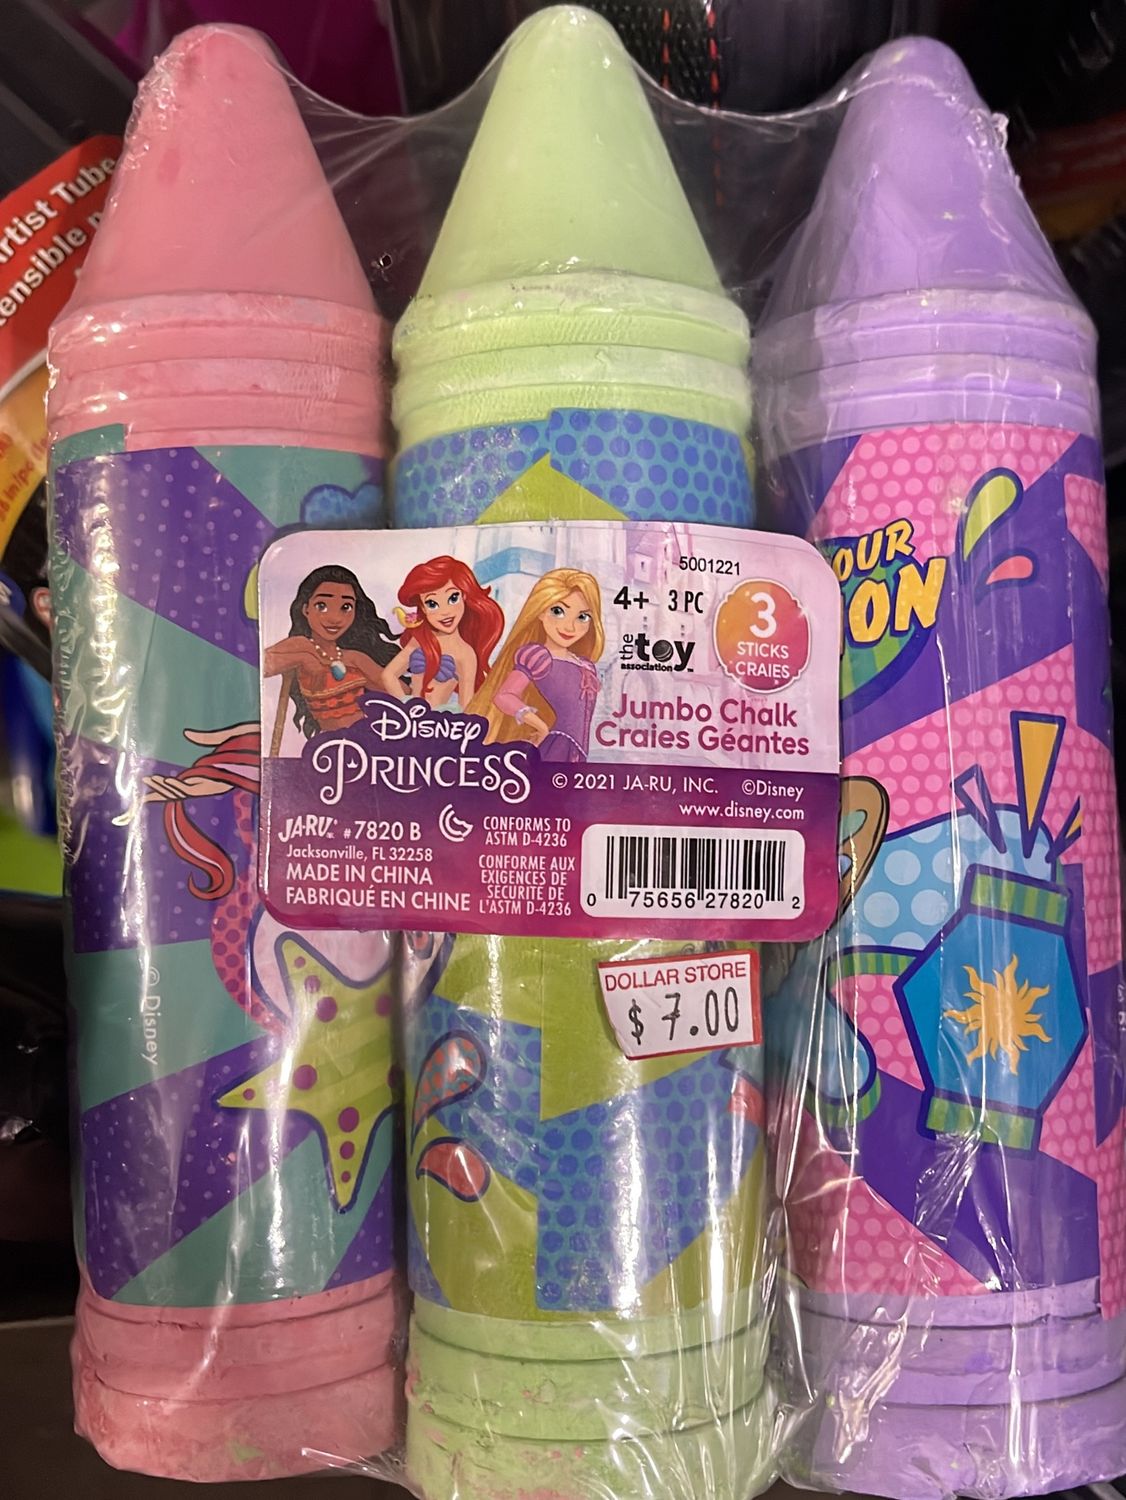 Artist Tube
5001221
4+ 3 PC
3
STICKS
CRAIES
the toy
association
Jumbo Chalk
Craies Géantes
Disney
PRINCESS
© 2021 JA-RU, INC. ©Disney
www.disney.com
JA-RU #7820 B
Jacksonville, FL 32258
MADE IN CHINA
FABRIQUÉ EN CHINE
CONFORMS TO
ASTM D-4236
CONFORME AUX
EXIGENCES DE
SÉCURITÉ DE
L'ASTM D-4236
0 75656 27820 2
DOLLAR STORE
$ 7.00
© Disney